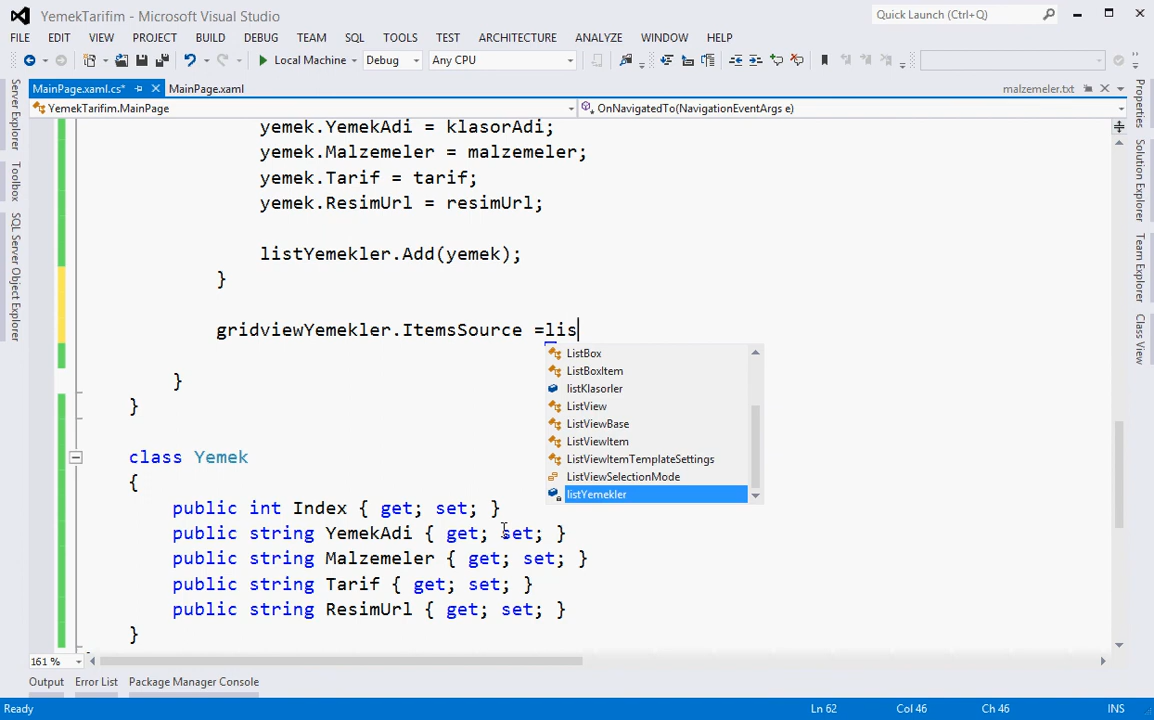 YemekTarifim - Microsoft Visual Studio
Quick Launch (Ctrl+Q)
FILE EDIT VIEW PROJECT BUILD DEBUG TEAM SQL TOOLS TEST ARCHITECTURE ANALYZE WINDOW HELP
Local Machine Debug Any CPU
MainPage.xaml.cs* MainPage.xaml malzemeler.txt
YemekTarifim.MainPage OnNavigatedTo(NavigationEventArgs e)
Server Explorer
Toolbox
SQL Server Object Explorer
yemek.YemekAdi = klasorAdi;
yemek.Malzemeler = malzemeler;
yemek.Tarif = tarif;
yemek.ResimUrl = resimUrl;
listYemekler.Add(yemek);
}
gridviewYemekler.ItemsSource =lis
ListBox
ListBoxItem
listKlasorler
ListView
ListViewBase
ListViewItem
ListViewItemTemplateSettings
ListViewSelectionMode
listYemekler
}
}
class Yemek
{
public int Index { get; set; }
public string YemekAdi { get; set; }
public string Malzemeler { get; set; }
public string Tarif { get; set; }
public string ResimUrl { get; set; }
}
Properties
Solution Explorer
Team Explorer
Class View
161 %
Output Error List Package Manager Console
Ready Ln 62 Col 46 Ch 46 INS